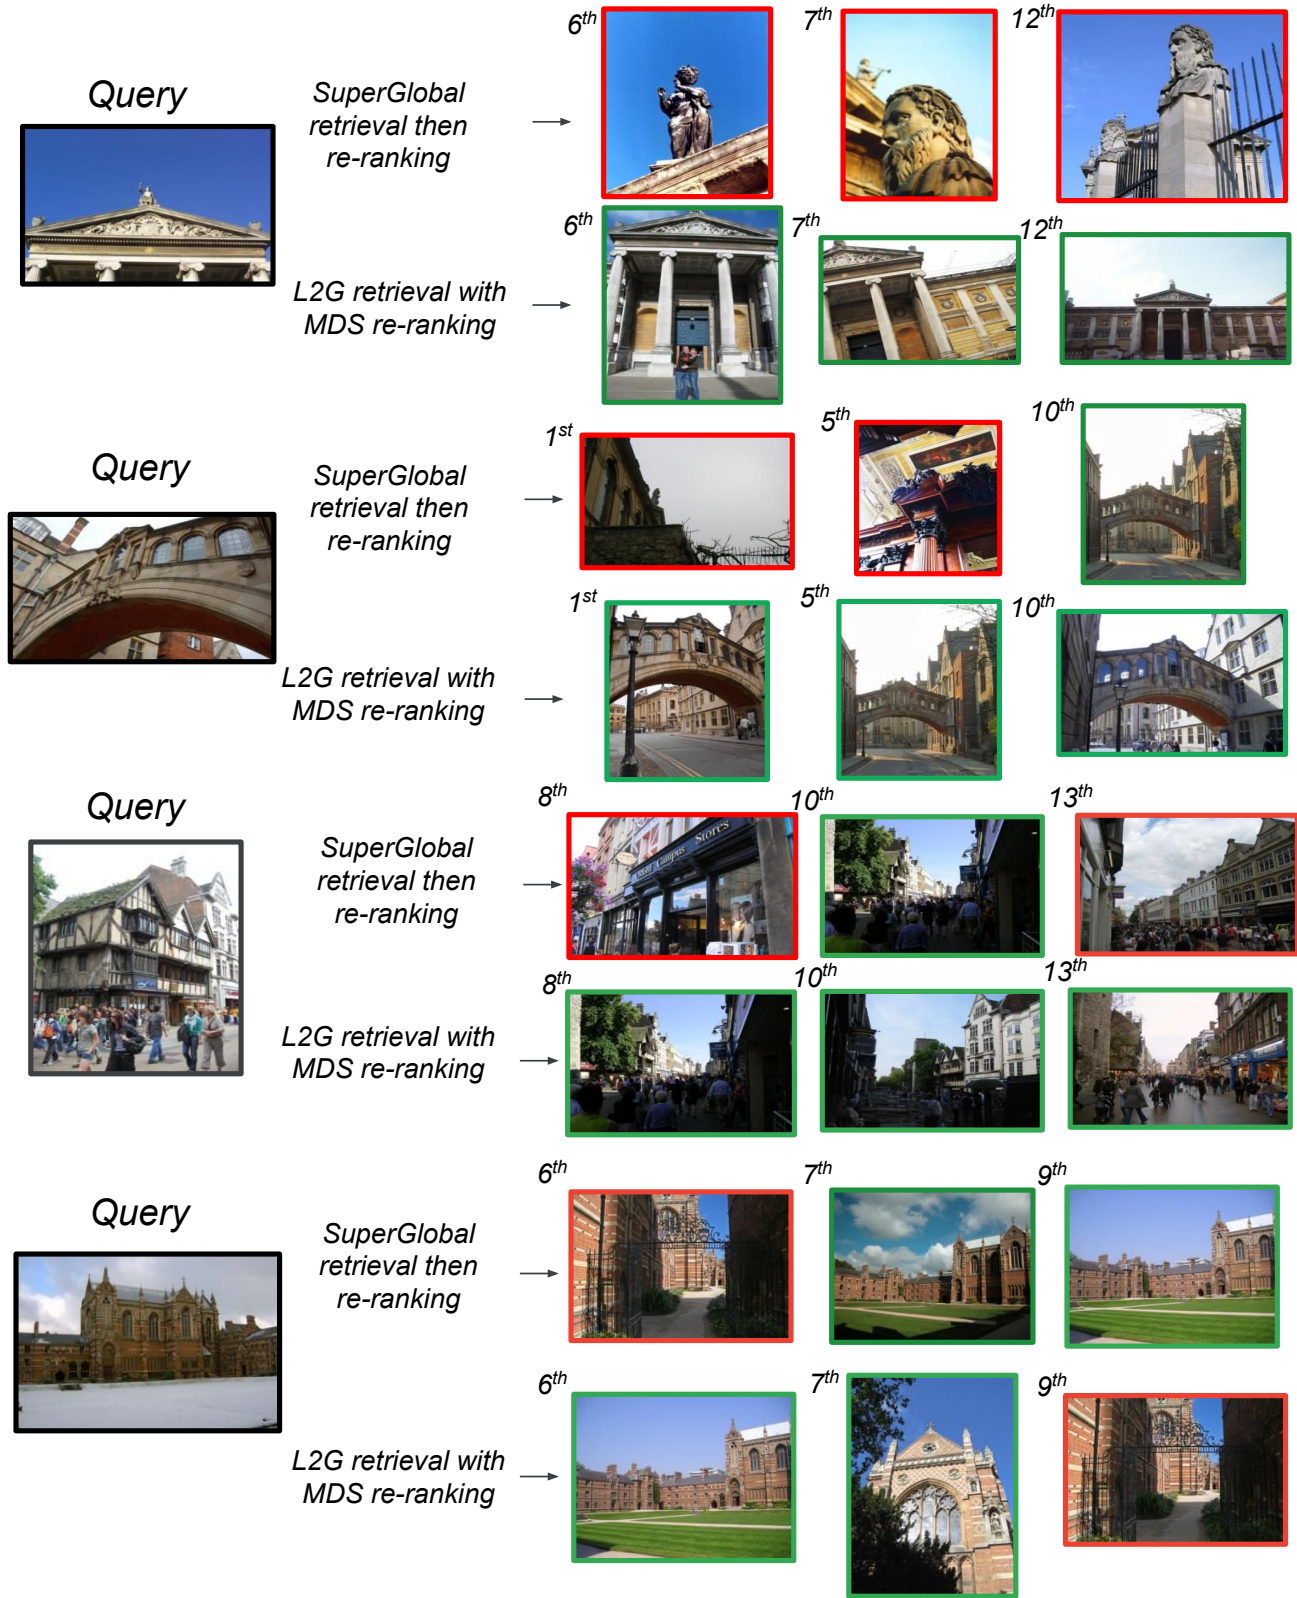 6th
7th
12th
Query
SuperGlobal
retrieval then
re-ranking
6th
7th
12th
L2G retrieval with
MDS re-ranking
1st
5th
10th
Query
SuperGlobal
retrieval then
re-ranking
1st
5th
10th
L2G retrieval with
MDS re-ranking
8th
10th
13th
Query
SuperGlobal
retrieval then
re-ranking
Campus Stores
8th
10th
13th
L2G retrieval with
MDS re-ranking
6th
7th
9th
Query
SuperGlobal
retrieval then
re-ranking
6th
7th
9th
L2G retrieval with
MDS re-ranking